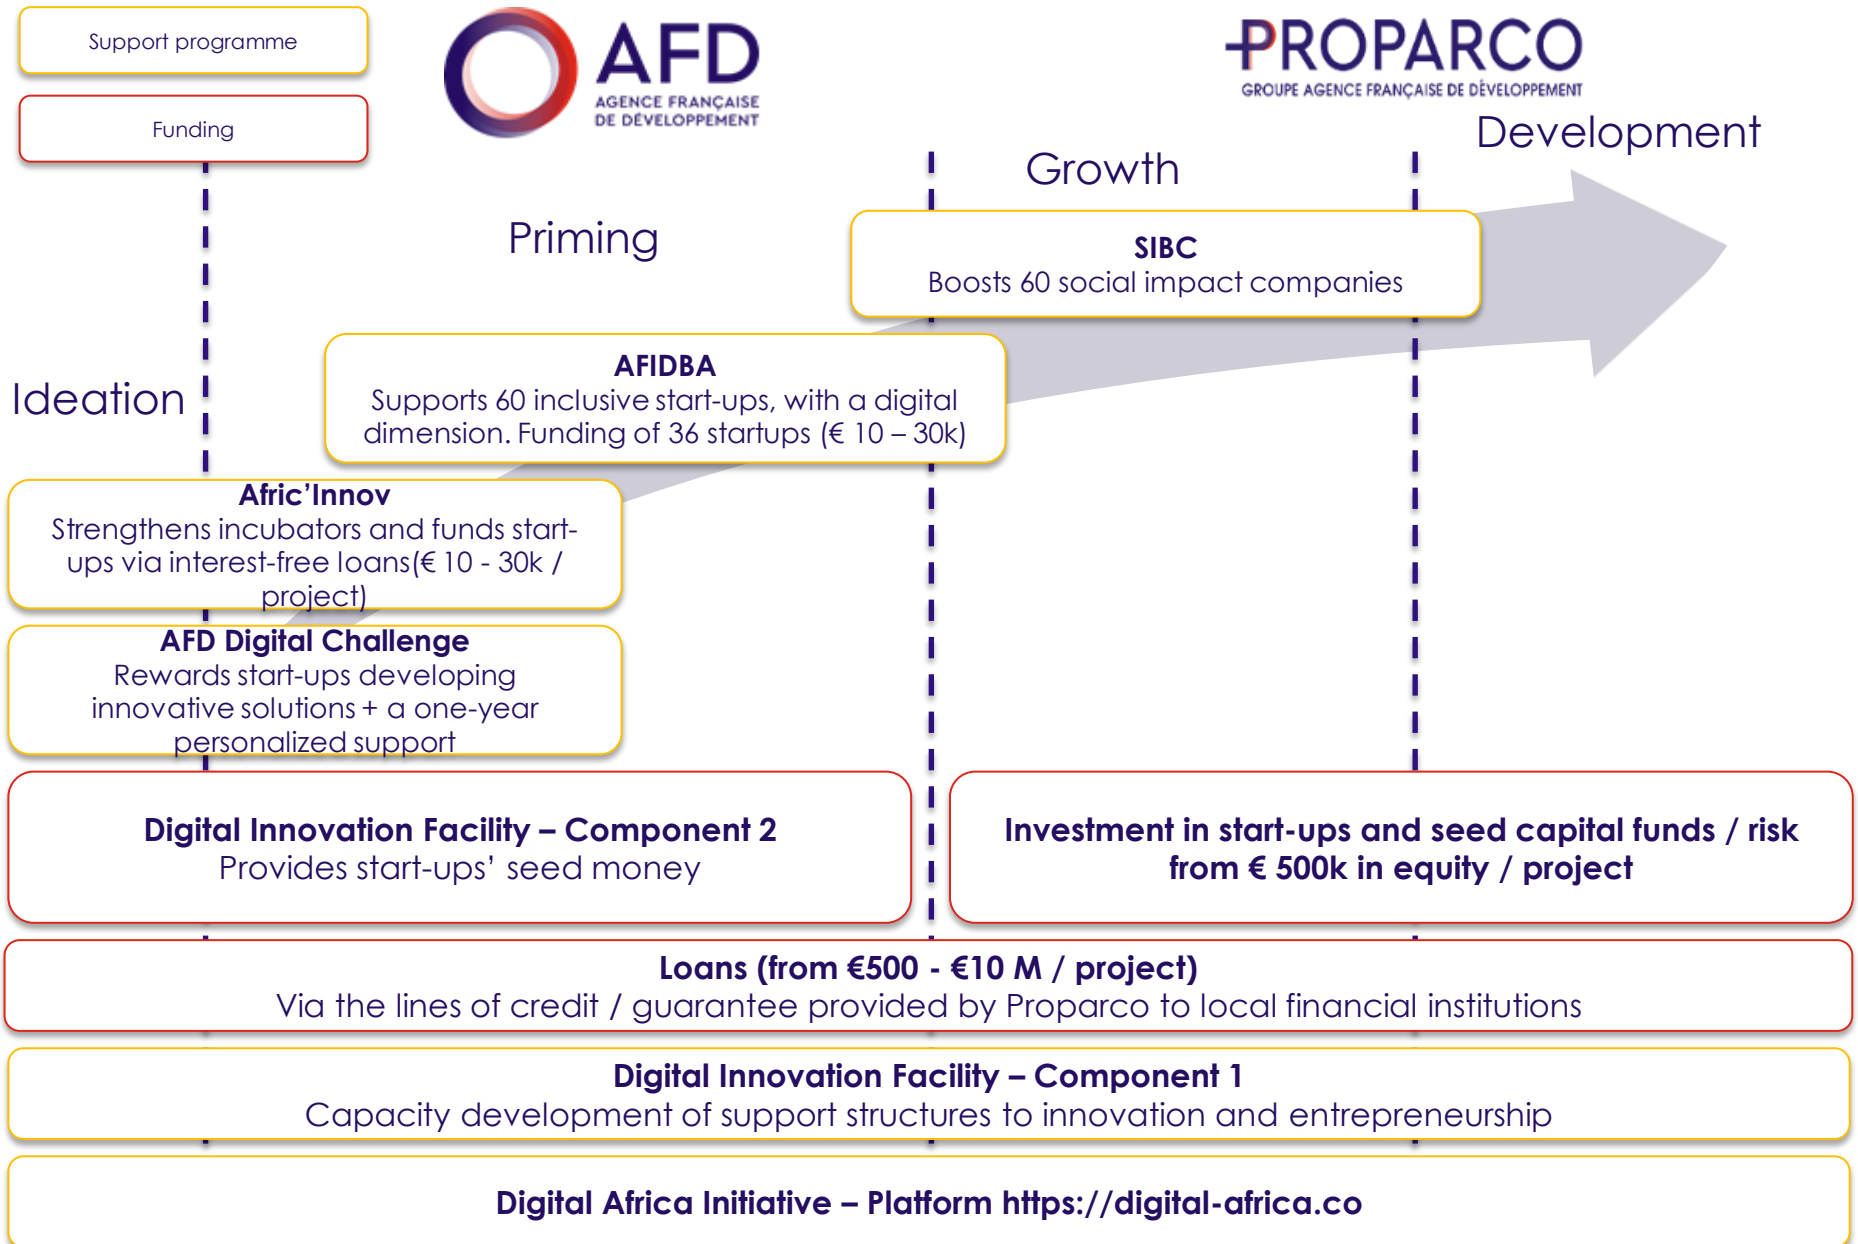 Support programme
Funding
AFD
AGENCE FRANÇAISE
DE DÉVELOPPEMENT
PROPARCO
GROUPE AGENCE FRANÇAISE DE DÉVELOPPEMENT
Development
Growth
Priming
Ideation
SIBC
Boosts 60 social impact companies
AFIDBA
Supports 60 inclusive start-ups, with a digital
dimension. Funding of 36 startups (€ 10 – 30k)
Afric’Innov
Strengthens incubators and funds start-
ups via interest-free loans(€ 10 - 30k /
project)
AFD Digital Challenge
Rewards start-ups developing
innovative solutions + a one-year
personalized support
Digital Innovation Facility – Component 2
Provides start-ups’ seed money
Investment in start-ups and seed capital funds / risk
from € 500k in equity / project
Loans (from €500 - €10 M / project)
Via the lines of credit / guarantee provided by Proparco to local financial institutions
Digital Innovation Facility – Component 1
Capacity development of support structures to innovation and entrepreneurship
Digital Africa Initiative – Platform https://digital-africa.co